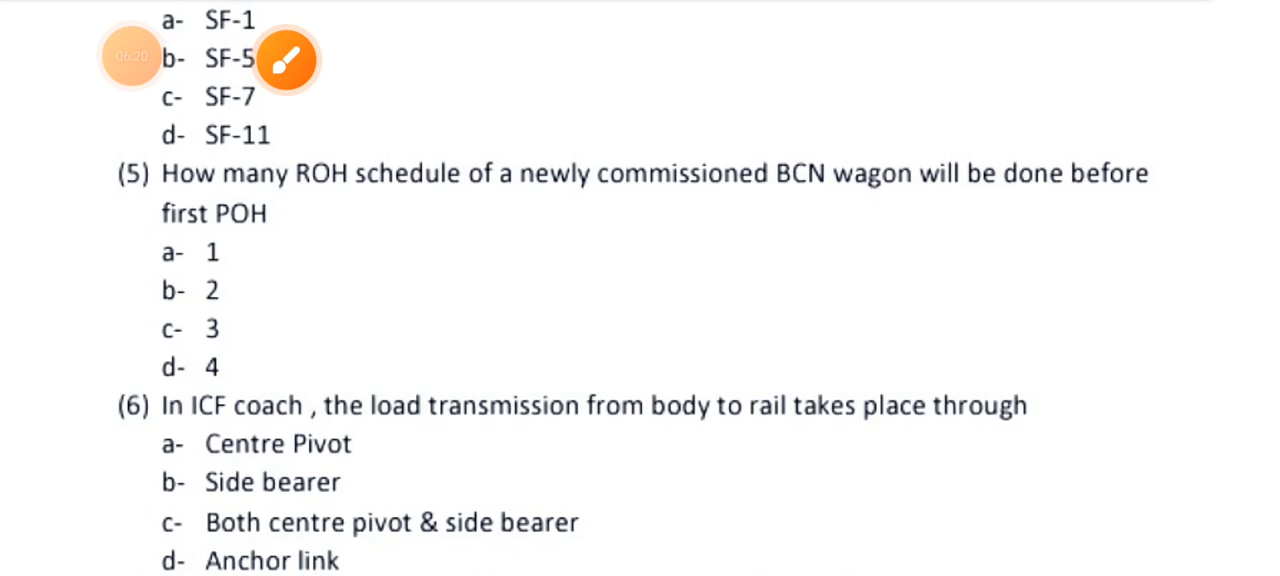 a- SF-1
06:20 b- SF-5
c- SF-7
d- SF-11
(5) How many ROH schedule of a newly commissioned BCN wagon will be done before
first POH
a- 1
b- 2
c- 3
d- 4
(6) In ICF coach , the load transmission from body to rail takes place through
a- Centre Pivot
b- Side bearer
c- Both centre pivot & side bearer
d- Anchor link